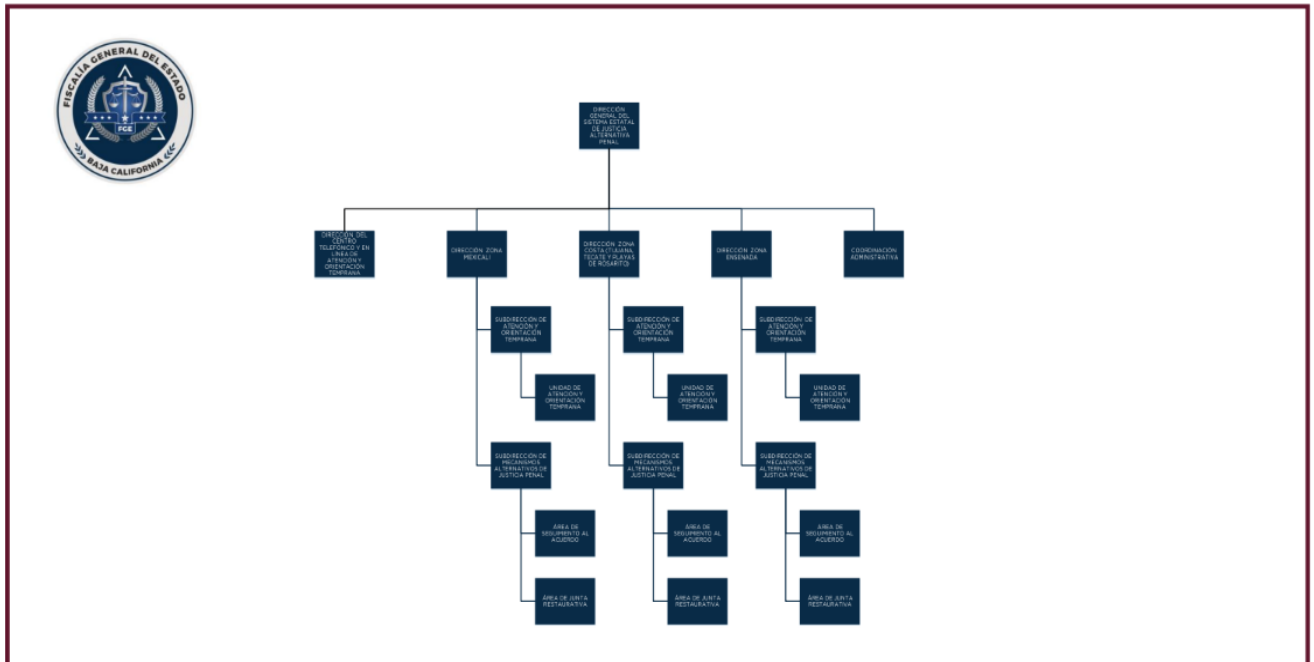 FISCALÍA GENERAL DEL ESTADO
FGE
BAJA CALIFORNIA
DIRECCIÓN
GENERAL DEL
SISTEMA ESTATAL
DE JUSTICIA
ALTERNATIVA
PENAL
DIRECCIÓN DEL
CENTRO
TELEFÓNICO Y EN
LÍNEA DE
ATENCIÓN Y
ORIENTACIÓN
TEMPRANA
DIRECCIÓN ZONA
MEXICALI
DIRECCIÓN ZONA
COSTA (TIJUANA,
TECATE Y PLAYAS
DE ROSARITO)
DIRECCIÓN ZONA
ENSENADA
COORDINACIÓN
ADMINISTRATIVA
SUBDIRECCIÓN DE
ATENCIÓN Y
ORIENTACIÓN
TEMPRANA
SUBDIRECCIÓN DE
ATENCIÓN Y
ORIENTACIÓN
TEMPRANA
SUBDIRECCIÓN DE
ATENCIÓN Y
ORIENTACIÓN
TEMPRANA
UNIDAD DE
ATENCIÓN Y
ORIENTACIÓN
TEMPRANA
UNIDAD DE
ATENCIÓN Y
ORIENTACIÓN
TEMPRANA
UNIDAD DE
ATENCIÓN Y
ORIENTACIÓN
TEMPRANA
SUBDIRECCIÓN DE
MECANISMOS
ALTERNATIVOS DE
JUSTICIA PENAL
SUBDIRECCIÓN DE
MECANISMOS
ALTERNATIVOS DE
JUSTICIA PENAL
SUBDIRECCIÓN DE
MECANISMOS
ALTERNATIVOS DE
JUSTICIA PENAL
ÁREA DE
SEGUIMIENTO AL
ACUERDO
ÁREA DE
SEGUIMIENTO AL
ACUERDO
ÁREA DE
SEGUIMIENTO AL
ACUERDO
ÁREA DE JUNTA
RESTAURATIVA
ÁREA DE JUNTA
RESTAURATIVA
ÁREA DE JUNTA
RESTAURATIVA